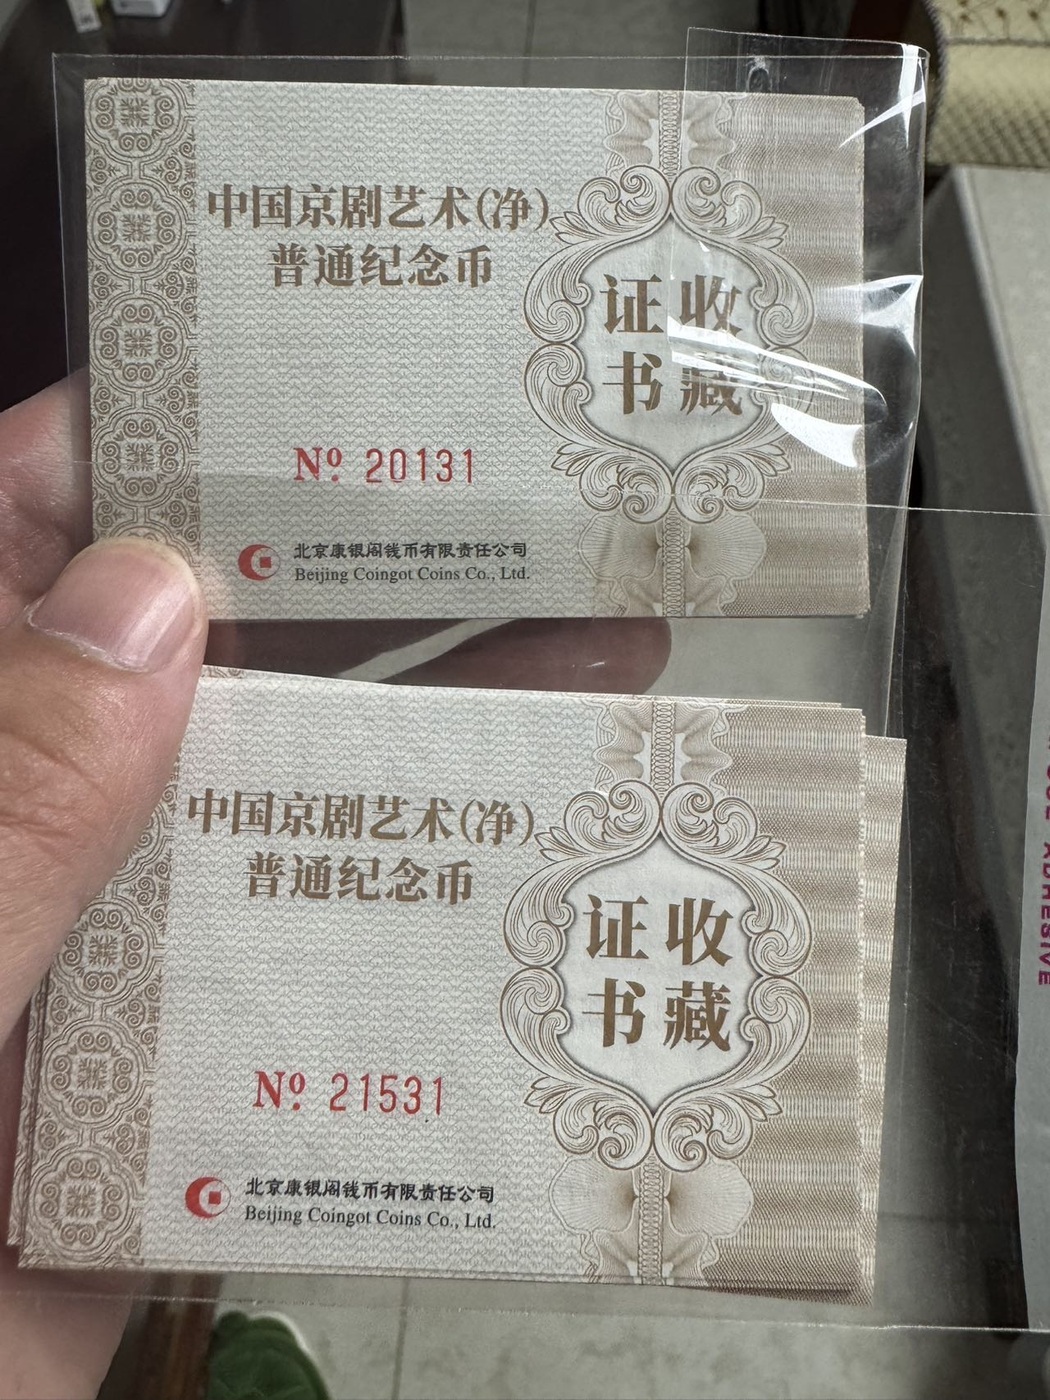 中国京剧艺术(净)
普通纪念币
证 收
书 藏
Nº 20131
北京康银阁钱币有限责任公司
Beijing Coingot Coins Co., Ltd.
中国京剧艺术(净)
普通纪念币
证 收
书 藏
Nº 21531
北京康银阁钱币有限责任公司
Beijing Coingot Coins Co., Ltd.
ADHESIVE